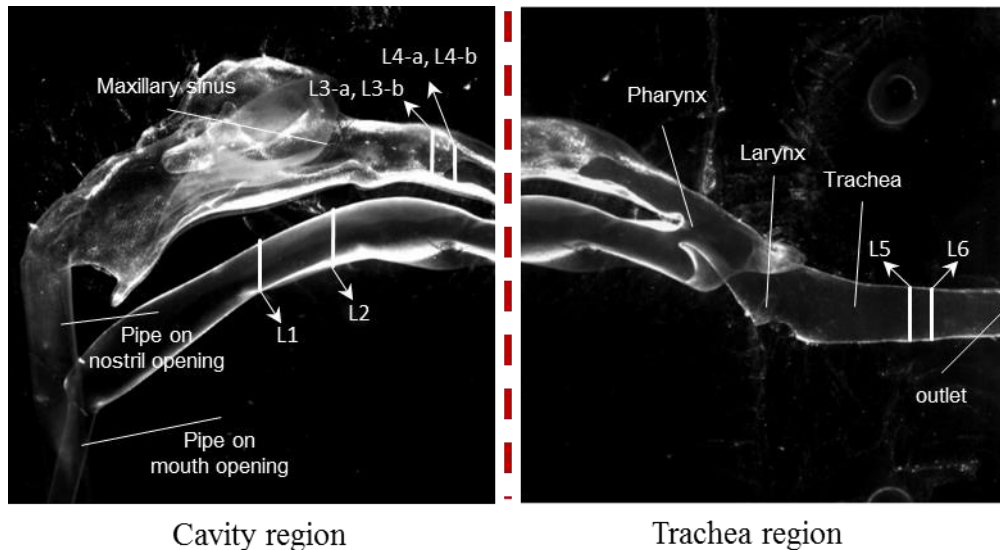 L4-a, L4-b
Maxillary sinus
L3-a, L3-b
L1
L2
Pipe on
nostril opening
Pipe on
mouth opening
Cavity region
Pharynx
Larynx
Trachea
L5
L6
outlet
Trachea region